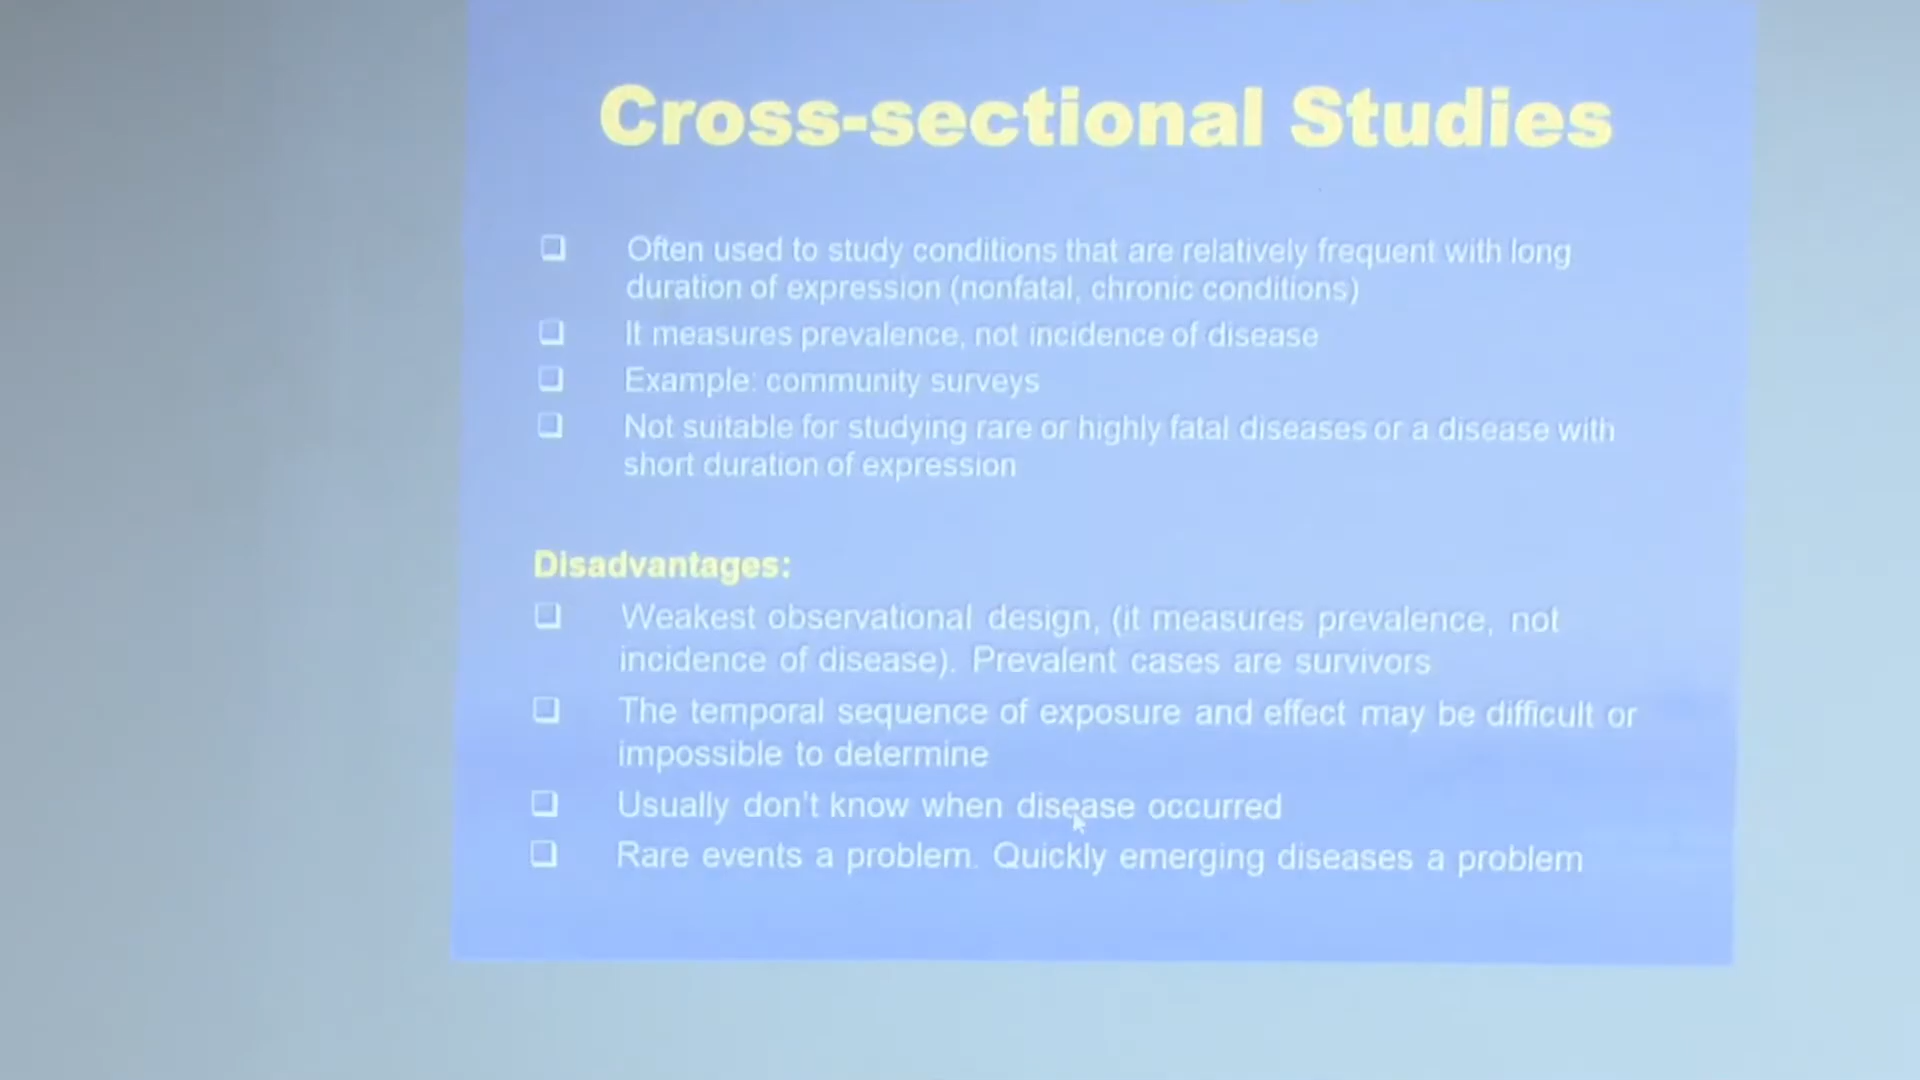 Cross-sectional Studies
❑ Often used to study conditions that are relatively frequent with long
duration of expression (nonfatal, chronic conditions)
❑ It measures prevalence, not incidence of disease
❑ Example: community surveys
❑ Not suitable for studying rare or highly fatal diseases or a disease with
short duration of expression
Disadvantages:
❑ Weakest observational design, (it measures prevalence, not
incidence of disease). Prevalent cases are survivors
❑ The temporal sequence of exposure and effect may be difficult or
impossible to determine
❑ Usually don't know when disease occurred
❑ Rare events a problem. Quickly emerging diseases a problem